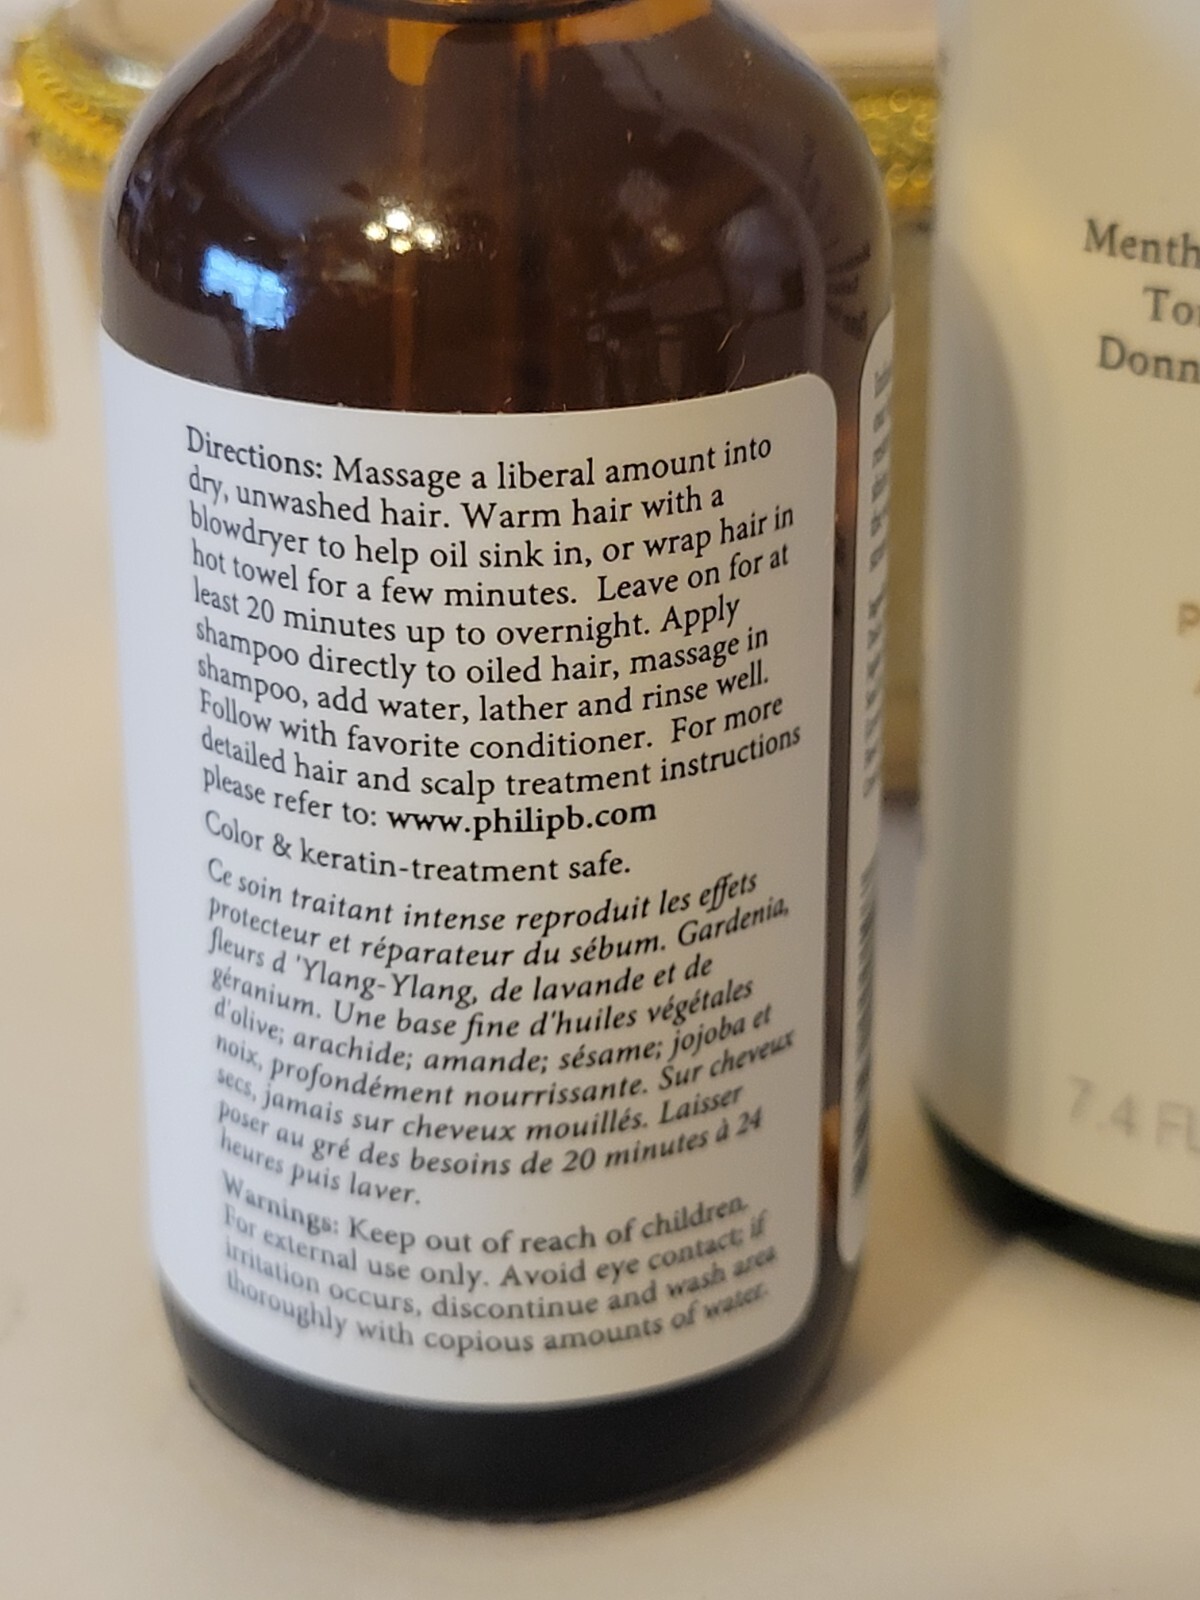 Directions: Massage a liberal amount into
dry, unwashed hair. Warm hair with a
blowdryer to help oil sink in, or wrap hair in
hot towel for a few minutes. Leave on for at
least 20 minutes up to overnight. Apply
shampoo directly to oiled hair, massage in
shampoo, add water, lather and rinse well.
Follow with favorite conditioner. For more
detailed hair and scalp treatment instructions
please refer to: www.philipb.com
Color & keratin-treatment safe.
Ce soin traitant intense reproduit les effets
protecteur et réparateur du sébum. Gardenia,
fleurs d 'Ylang-Ylang, de lavande et de
géranium. Une base fine d'huiles végétales
d'olive; arachide; amande; sésame; jojoba et
noix, profondément nourrissante. Sur cheveux
secs, jamais sur cheveux mouillés. Laisser
poser au gré des besoins de 20 minutes à 24
heures puis laver.
Warnings: Keep out of reach of children.
For external use only. Avoid eye contact; if
irritation occurs, discontinue and wash area
thoroughly with copious amounts of water.
Menth
To
Donn
P
7.4 FL